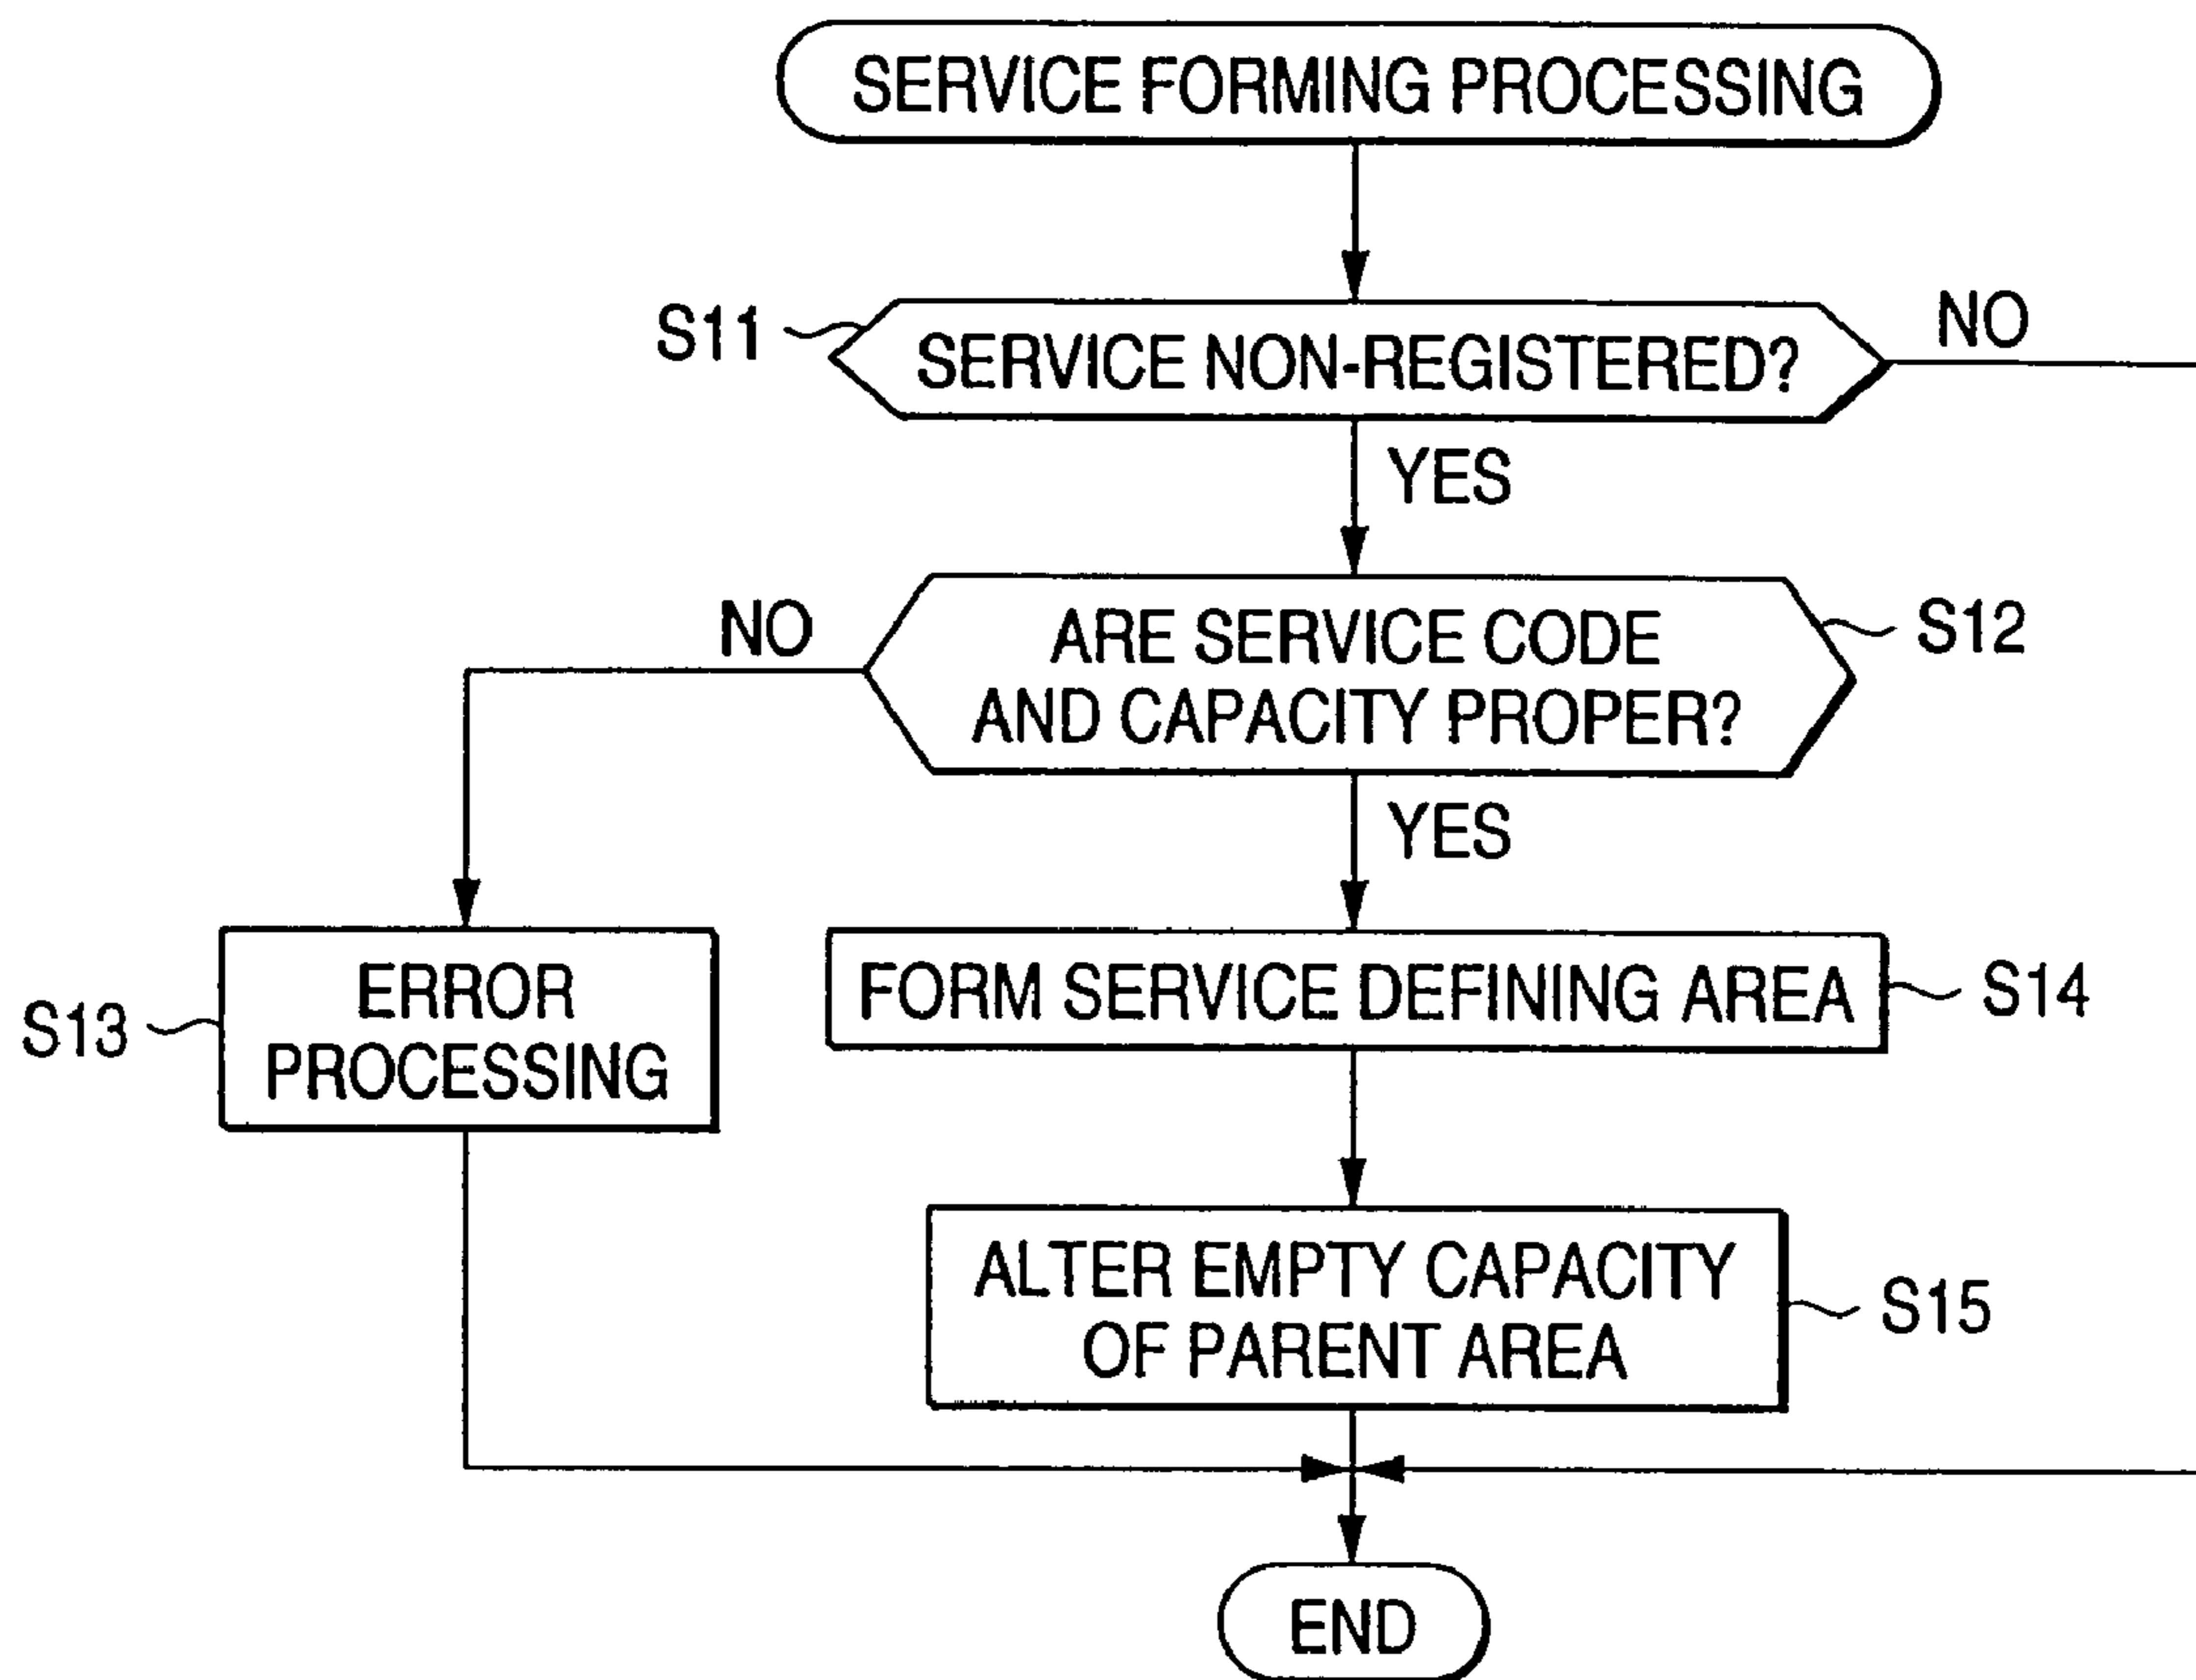 SERVICE FORMING PROCESSING
S11
SERVICE NON-REGISTERED?
NO
YES
NO
ARE SERVICE CODE
AND CAPACITY PROPER?
S12
YES
S13
ERROR
PROCESSING
FORM SERVICE DEFINING AREA
S14
ALTER EMPTY CAPACITY
OF PARENT AREA
S15
END